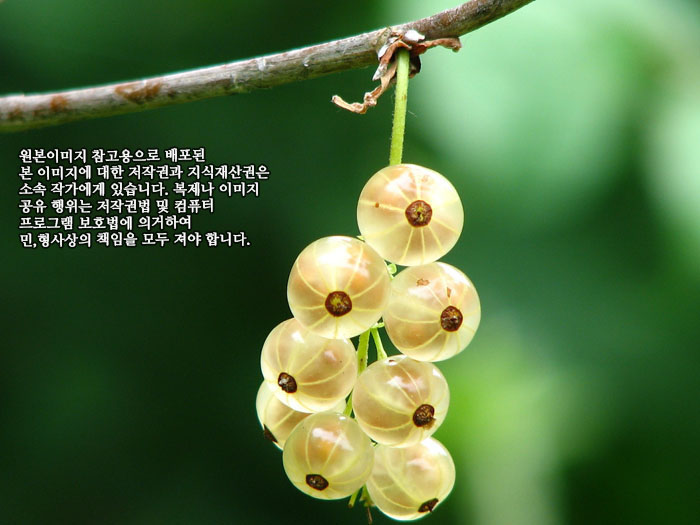 원본이미지 참고용으로 배포된
본 이미지에 대한 저작권과 지식재산권은
소속 작가에게 있습니다. 복제나 이미지
공유 행위는 저작권법 및 컴퓨터
프로그램 보호법에 의거하여
민,형사상의 책임을 모두 져야 합니다.